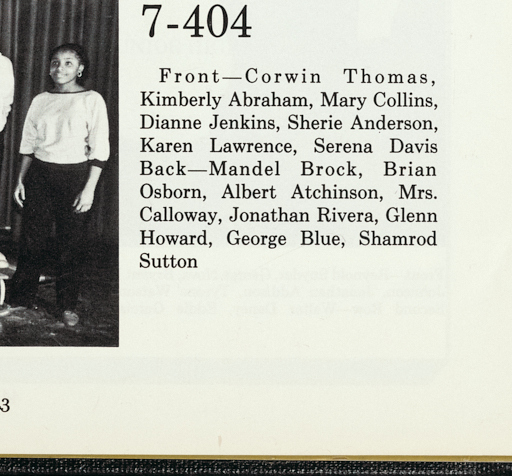 7-404
Front—Corwin Thomas,
Kimberly Abraham, Mary Collins,
Dianne Jenkins, Sherie Anderson,
Karen Lawrence, Serena Davis
Back—Mandel Brock, Brian
Osborn, Albert Atchinson, Mrs.
Calloway, Jonathan Rivera, Glenn
Howard, George Blue, Shamrod
Sutton
3